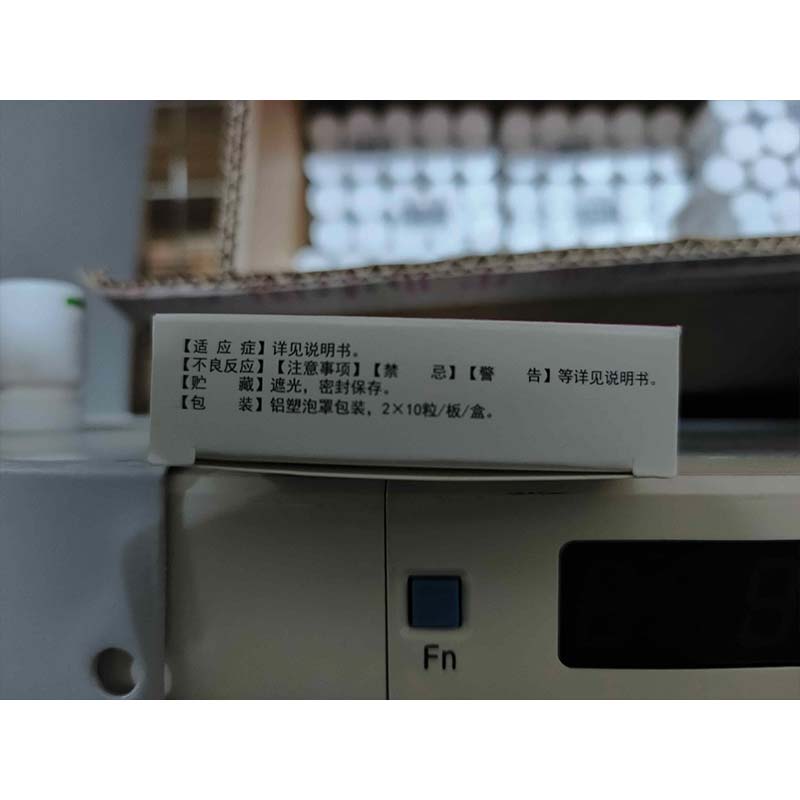 【适 应 症】详见说明书。
【不良反应】【注意事项】【禁 忌】【警 告】等详见说明书。
【贮 藏】遮光，密封保存。
【包 装】铝塑泡罩包装，2×10粒/板/盒。
Fn